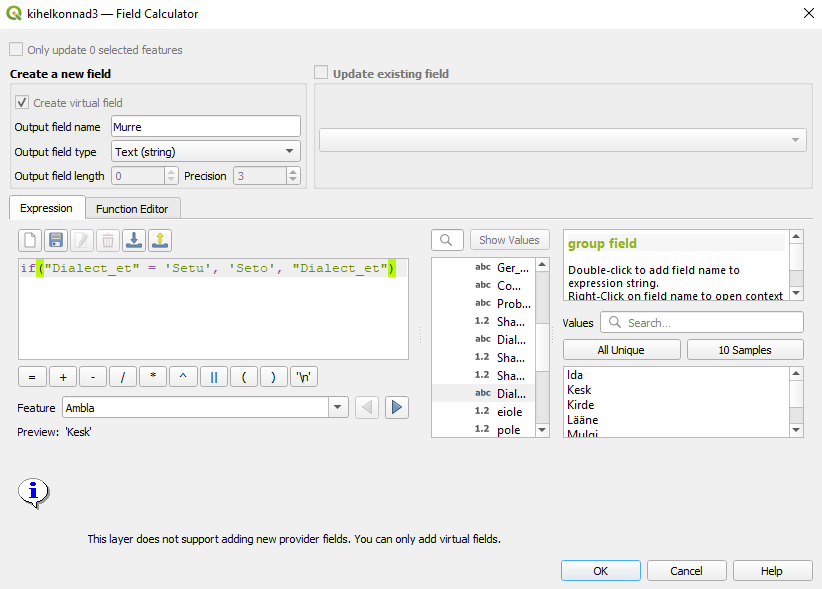 kihelkonnad3 — Field Calculator
Only update 0 selected features
Create a new field
Update existing field
Create virtual field
Output field name Murre
Output field type Text (string)
Output field length 0 Precision 3
Expression Function Editor
Show Values
if("Dialect_et" = 'Setu', 'Seto', "Dialect_et")
abc Ger_...
abc Co...
abc Prob...
1.2 Sha...
abc Dial...
1.2 Sha...
1.2 Sha...
abc Dial...
1.2 eiole
1.2 pole
group field
Double-click to add field name to
expression string.
Right-Click on field name to open context
Values Search...
All Unique 10 Samples
Ida
Kesk
Kirde
Lääne
Mulgi
= + - / * ^ || ( ) '\n'
Feature Ambla
Preview: 'Kesk'
This layer does not support adding new provider fields. You can only add virtual fields.
OK Cancel Help